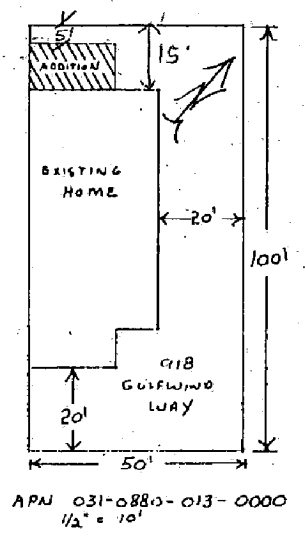 5'
15'
ADDITION
EXISTING
HOME
20'
100'
918
GULFWIND
WAY
20'
50'
APN 031-0880-013-0000
1/2" = 10'